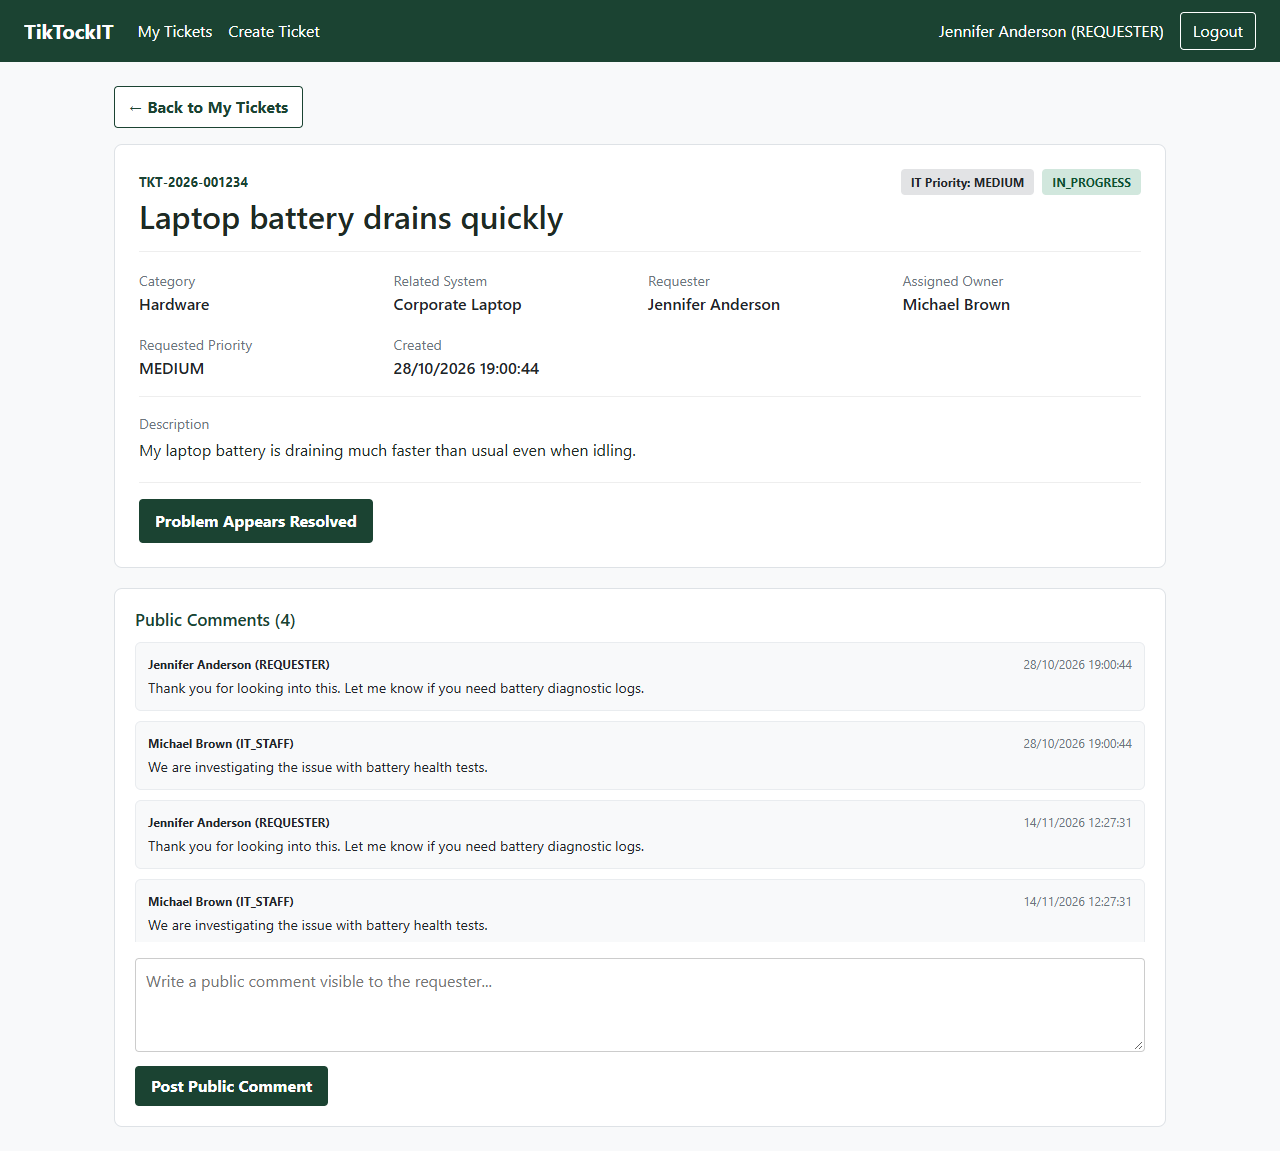 TikTockIT My Tickets Create Ticket Jennifer Anderson (REQUESTER) Logout
← Back to My Tickets
TKT-2026-001234 IT Priority: MEDIUM IN_PROGRESS
Laptop battery drains quickly
Category Related System Requester Assigned Owner
Hardware Corporate Laptop Jennifer Anderson Michael Brown
Requested Priority Created
MEDIUM 28/10/2026 19:00:44
Description
My laptop battery is draining much faster than usual even when idling.
Problem Appears Resolved
Public Comments (4)
Jennifer Anderson (REQUESTER) 28/10/2026 19:00:44
Thank you for looking into this. Let me know if you need battery diagnostic logs.
Michael Brown (IT_STAFF) 28/10/2026 19:00:44
We are investigating the issue with battery health tests.
Jennifer Anderson (REQUESTER) 14/11/2026 12:27:31
Thank you for looking into this. Let me know if you need battery diagnostic logs.
Michael Brown (IT_STAFF) 14/11/2026 12:27:31
We are investigating the issue with battery health tests.
Write a public comment visible to the requester...
Post Public Comment